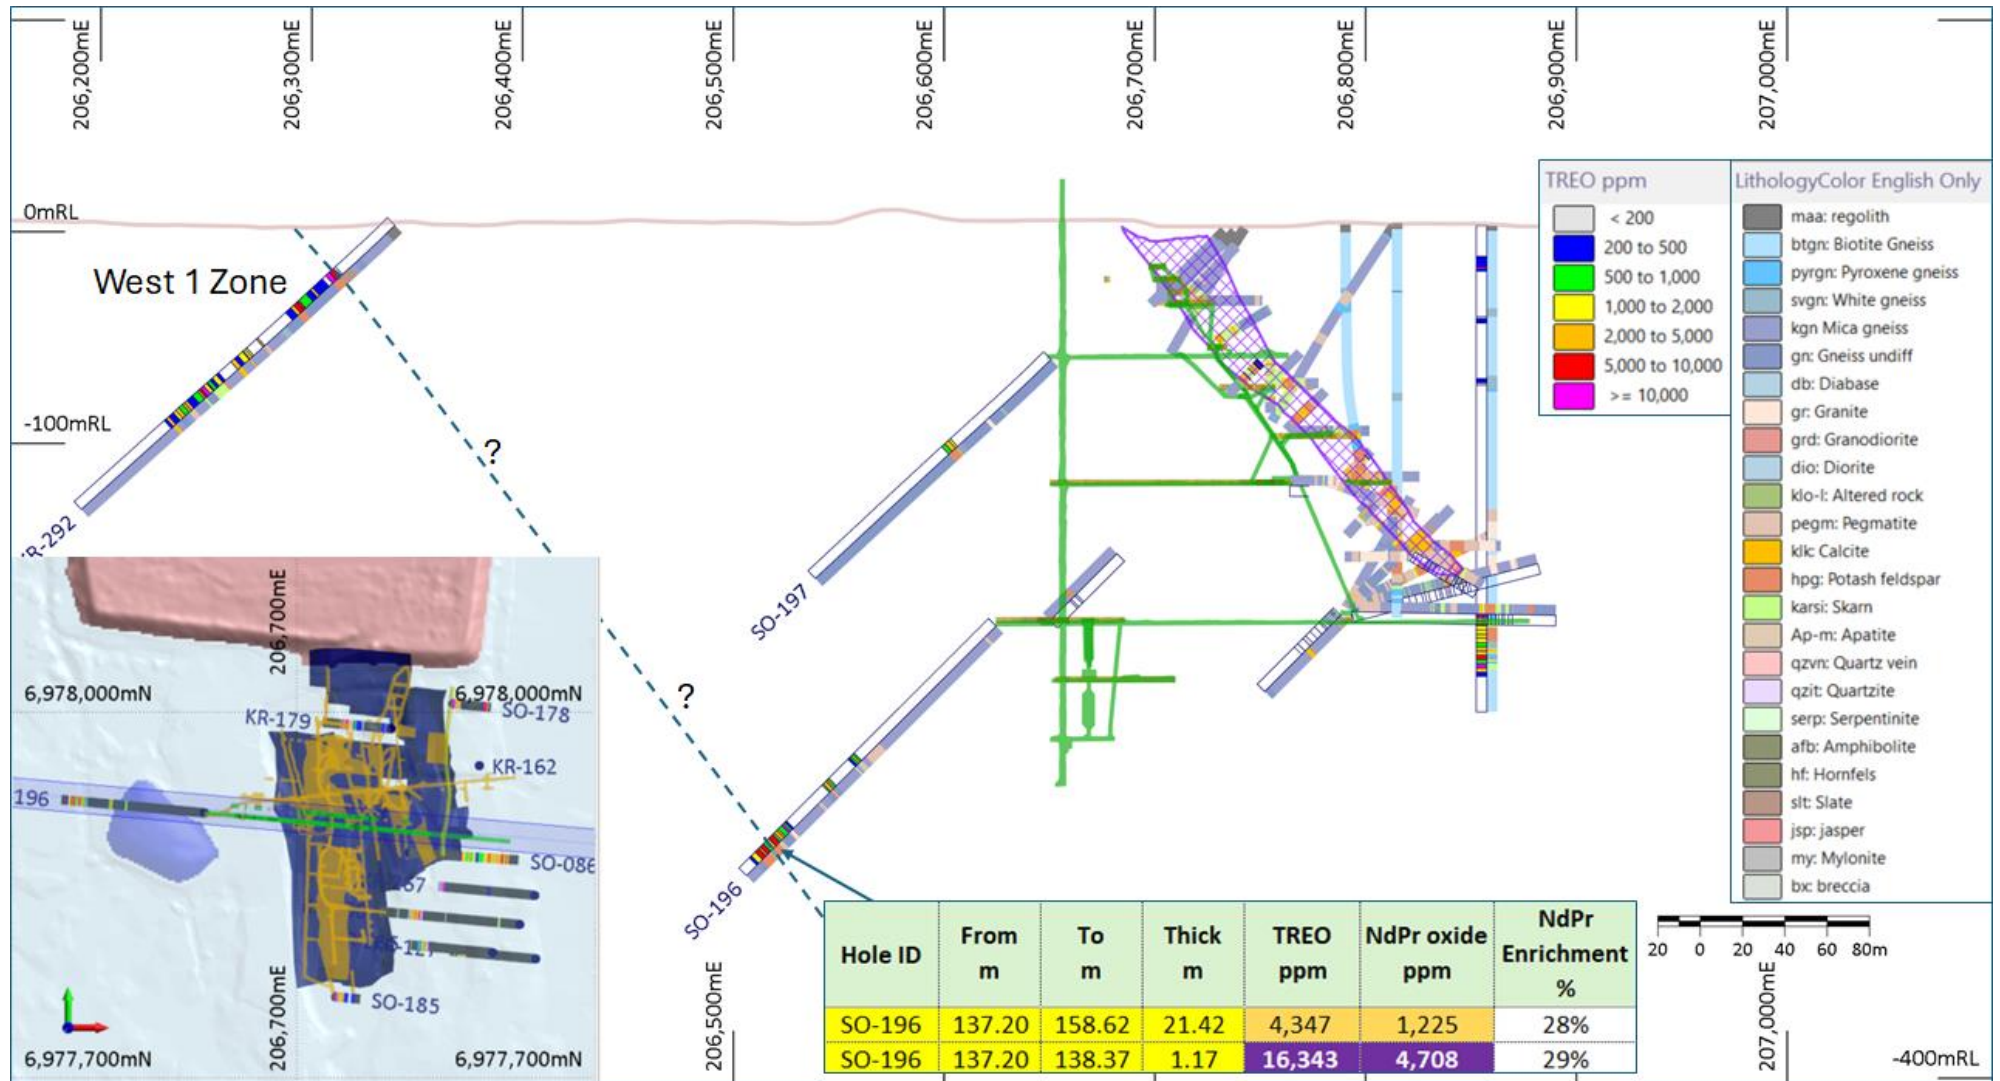 206,200mE
206,300mE
206,400mE
206,500mE
206,600mE
206,700mE
206,800mE
206,900mE
207,000mE
0mRL
West 1 Zone
-100mRL
?
KR-292
SO-197
?
SO-196
TREO ppm
< 200
200 to 500
500 to 1,000
1,000 to 2,000
2,000 to 5,000
5,000 to 10,000
>= 10,000
LithologyColor English Only
maa: regolith
btgn: Biotite Gneiss
pyrgn: Pyroxene gneiss
svgn: White gneiss
kgn Mica gneiss
gn: Gneiss undiff
db: Diabase
gr: Granite
grd: Granodiorite
dio: Diorite
klo-l: Altered rock
pegm: Pegmatite
klk: Calcite
hpg: Potash feldspar
karsi: Skarn
Ap-m: Apatite
qzvn: Quartz vein
qzit: Quartzite
serp: Serpentinite
afb: Amphibolite
hf: Hornfels
slt: Slate
jsp: jasper
my: Mylonite
bx: breccia
206,700mE
6,978,000mN
6,978,000mN
KR-179
SO-178
KR-162
196
SO-086
SO-185
206,700mE
6,977,700mN
6,977,700mN
Hole ID From m To m Thick m TREO ppm NdPr oxide ppm NdPr Enrichment %
SO-196 137.20 158.62 21.42 4,347 1,225 28%
SO-196 137.20 138.37 1.17 16,343 4,708 29%
20 0 20 40 60 80m
206,500mE
207,000mE
-400mRL